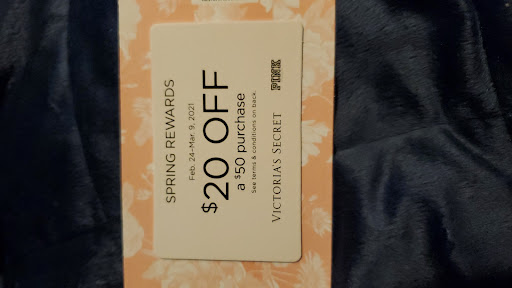 SPRING REWARDS
Feb. 24-Mar. 9, 2021
$20 OFF
a $50 purchase
See terms & conditions on back.
VICTORIA'S SECRET PINK